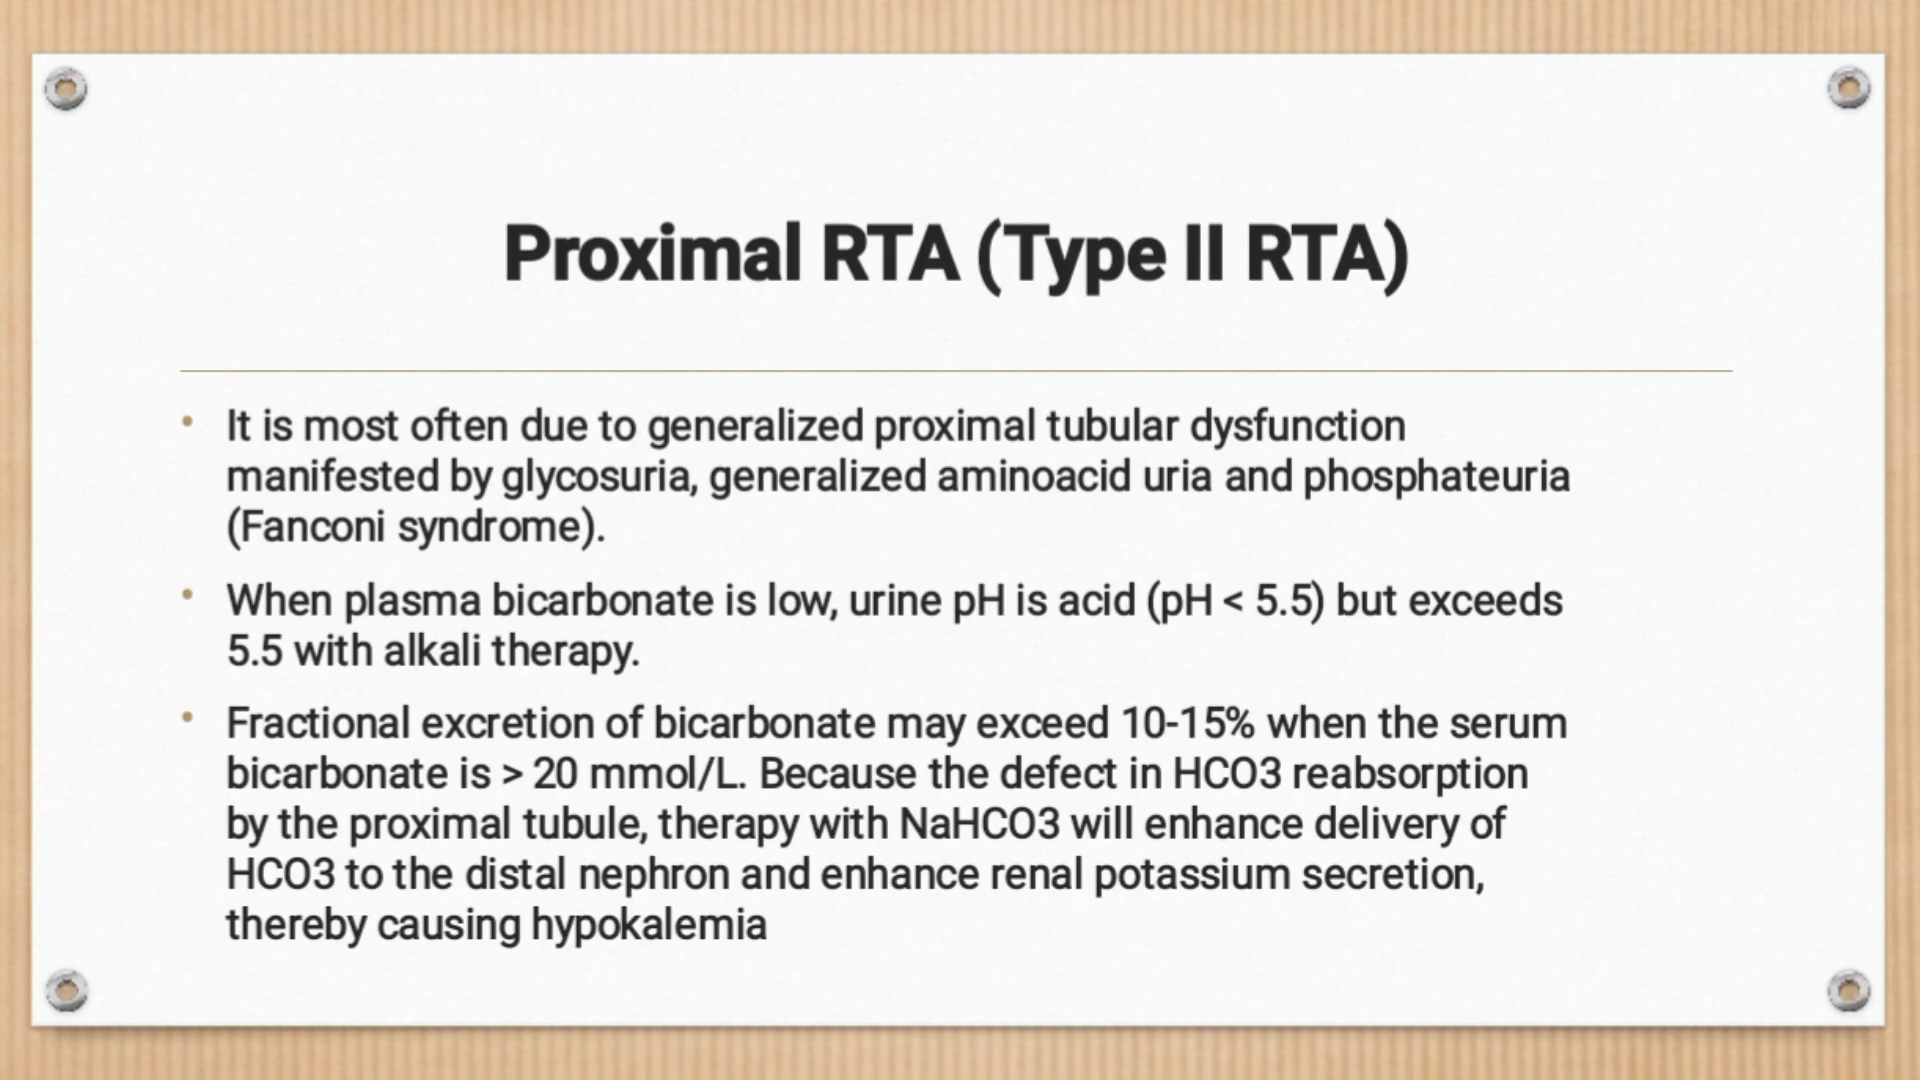 Proximal RTA (Type II RTA)
• It is most often due to generalized proximal tubular dysfunction
manifested by glycosuria, generalized aminoacid uria and phosphateuria
(Fanconi syndrome).
• When plasma bicarbonate is low, urine pH is acid (pH < 5.5) but exceeds
5.5 with alkali therapy.
• Fractional excretion of bicarbonate may exceed 10-15% when the serum
bicarbonate is > 20 mmol/L. Because the defect in HCO3 reabsorption
by the proximal tubule, therapy with NaHCO3 will enhance delivery of
HCO3 to the distal nephron and enhance renal potassium secretion,
thereby causing hypokalemia